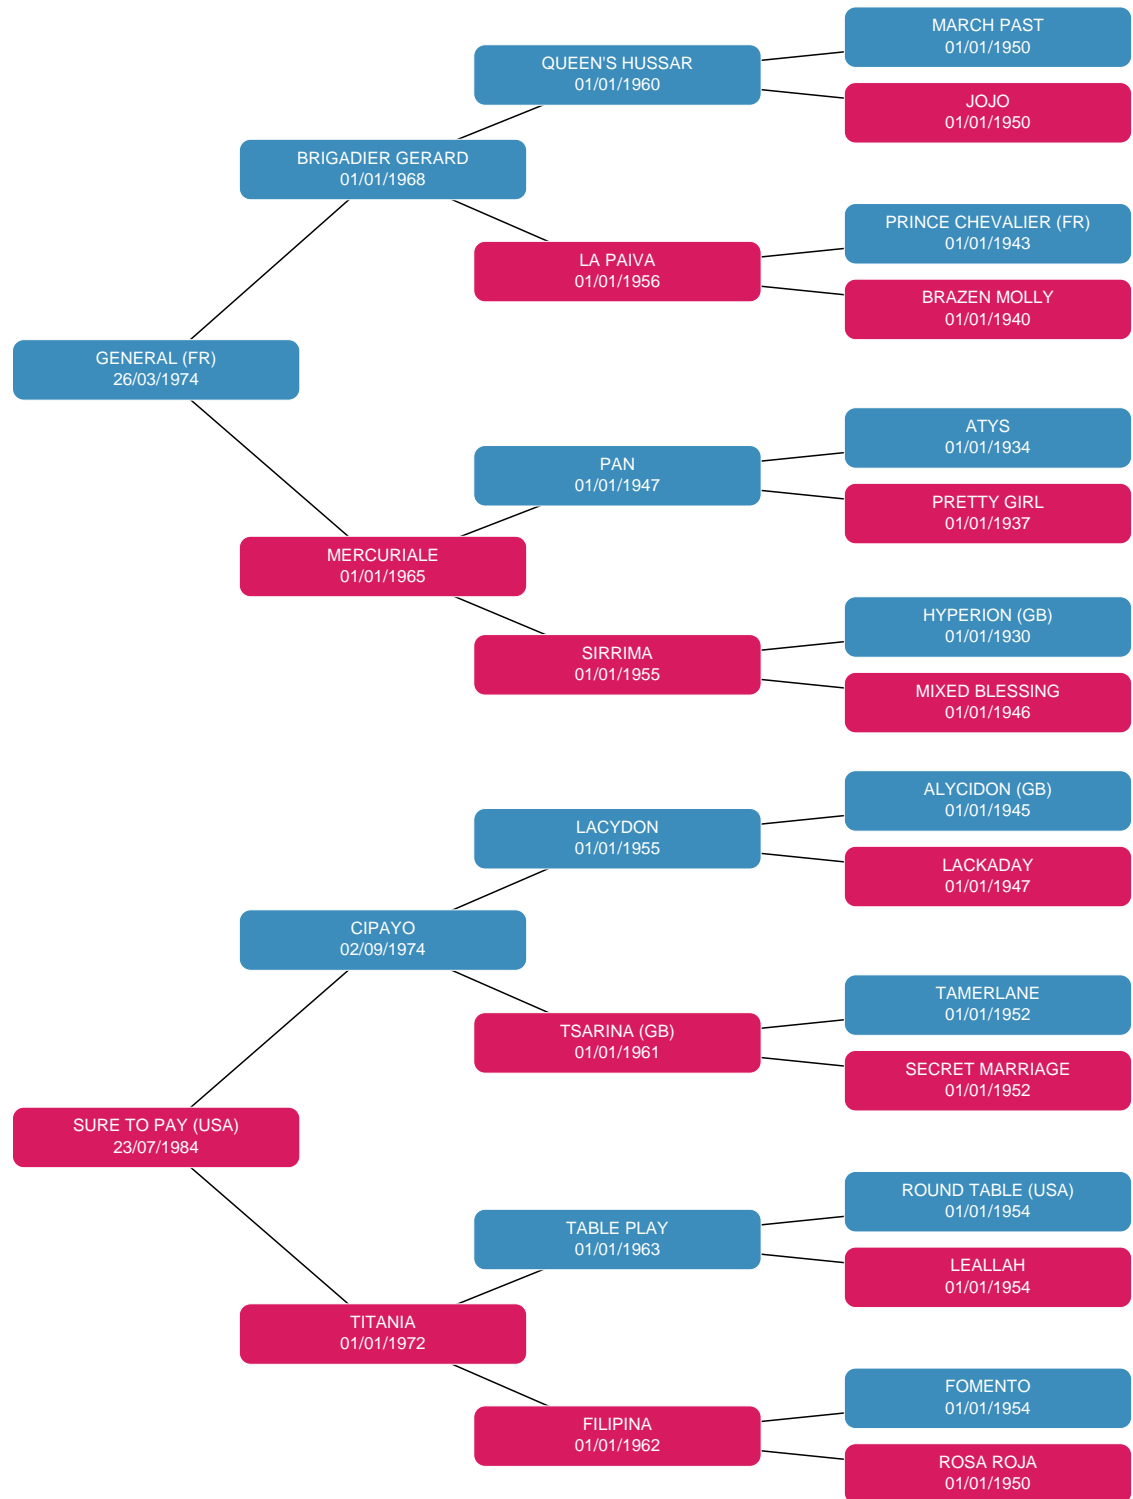 MARCH PAST
01/01/1950
QUEEN'S HUSSAR
01/01/1960
JOJO
01/01/1950
BRIGADIER GERARD
01/01/1968
PRINCE CHEVALIER (FR)
01/01/1943
LA PAIVA
01/01/1956
BRAZEN MOLLY
01/01/1940
GENERAL (FR)
26/03/1974
ATYS
01/01/1934
PAN
01/01/1947
PRETTY GIRL
01/01/1937
MERCURIALE
01/01/1965
HYPERION (GB)
01/01/1930
SIRRIMA
01/01/1955
MIXED BLESSING
01/01/1946
ALYCIDON (GB)
01/01/1945
LACYDON
01/01/1955
LACKADAY
01/01/1947
CIPAYO
02/09/1974
TAMERLANE
01/01/1952
TSARINA (GB)
01/01/1961
SECRET MARRIAGE
01/01/1952
SURE TO PAY (USA)
23/07/1984
ROUND TABLE (USA)
01/01/1954
TABLE PLAY
01/01/1963
LEALLAH
01/01/1954
TITANIA
01/01/1972
FOMENTO
01/01/1954
FILIPINA
01/01/1962
ROSA ROJA
01/01/1950